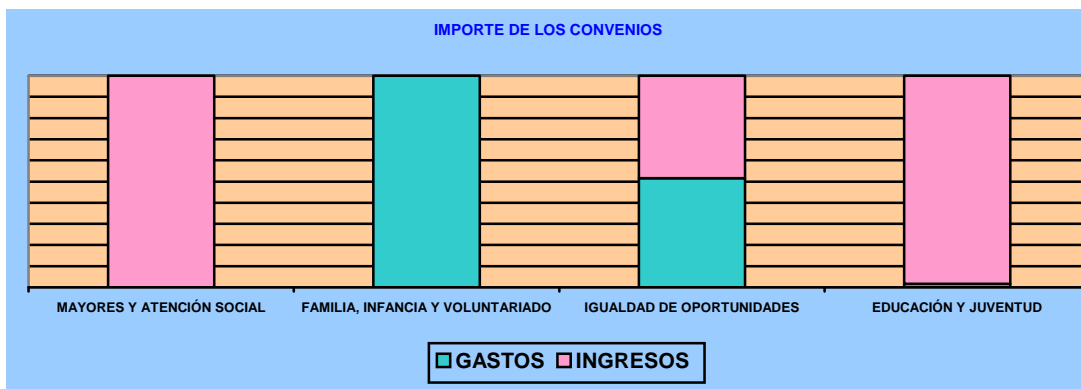 IMPORTE DE LOS CONVENIOS
MAYORES Y ATENCIÓN SOCIAL
FAMILIA, INFANCIA Y VOLUNTARIADO
IGUALDAD DE OPORTUNIDADES
EDUCACIÓN Y JUVENTUD
GASTOS INGRESOS